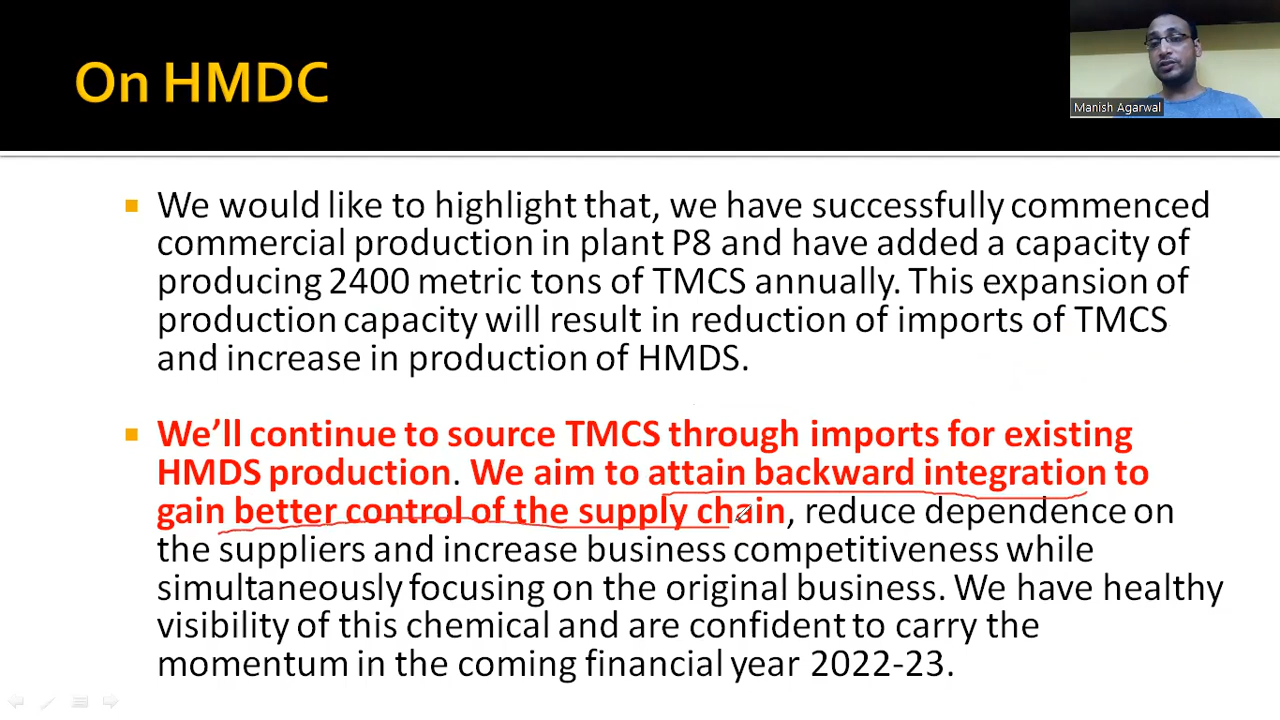 On HMDC
Manish Agarwal
We would like to highlight that, we have successfully commenced
commercial production in plant P8 and have added a capacity of
producing 2400 metric tons of TMCS annually. This expansion of
production capacity will result in reduction of imports of TMCS
and increase in production of HMDS.
We’ll continue to source TMCS through imports for existing
HMDS production. We aim to attain backward integration to
gain better control of the supply chain, reduce dependence on
the suppliers and increase business competitiveness while
simultaneously focusing on the original business. We have healthy
visibility of this chemical and are confident to carry the
momentum in the coming financial year 2022-23.